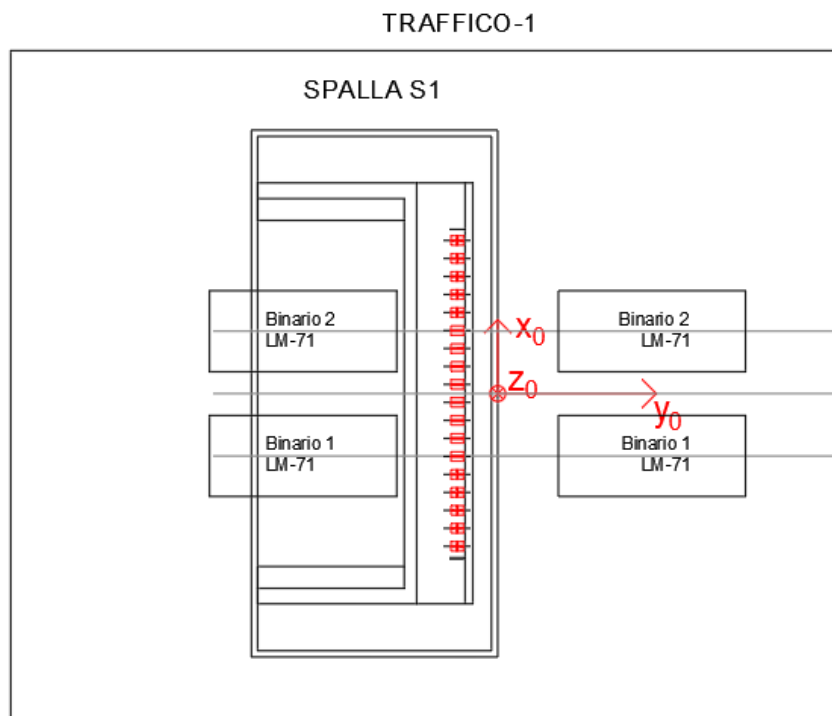 TRAFFICO-1
SPALLA S1
Binario 2
LM-71
Binario 2
LM-71
x0
z0
y0
Binario 1
LM-71
Binario 1
LM-71